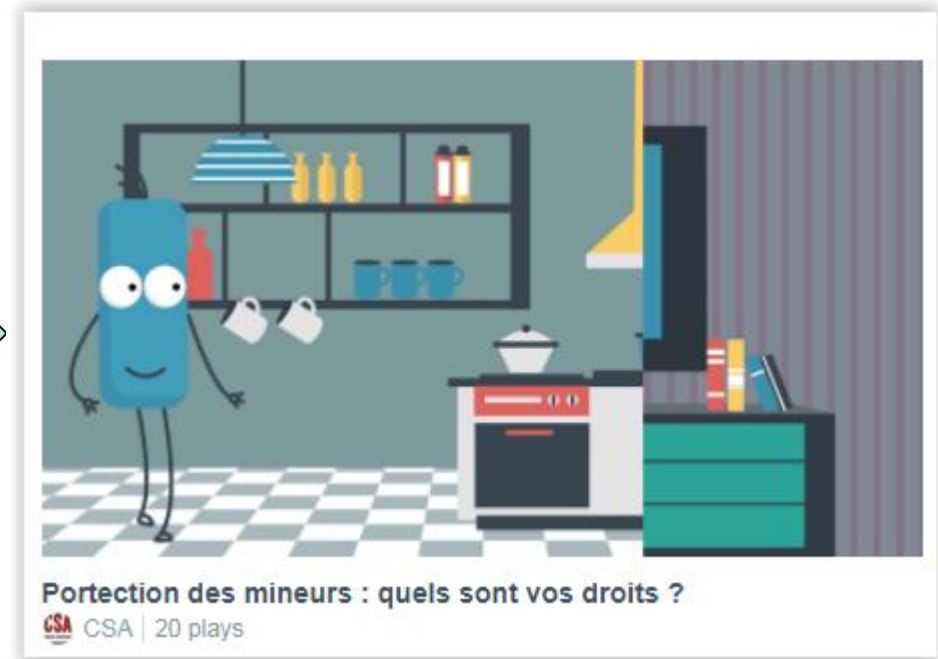 Portection des mineurs : quels sont vos droits ?
CSA CSA | 20 plays